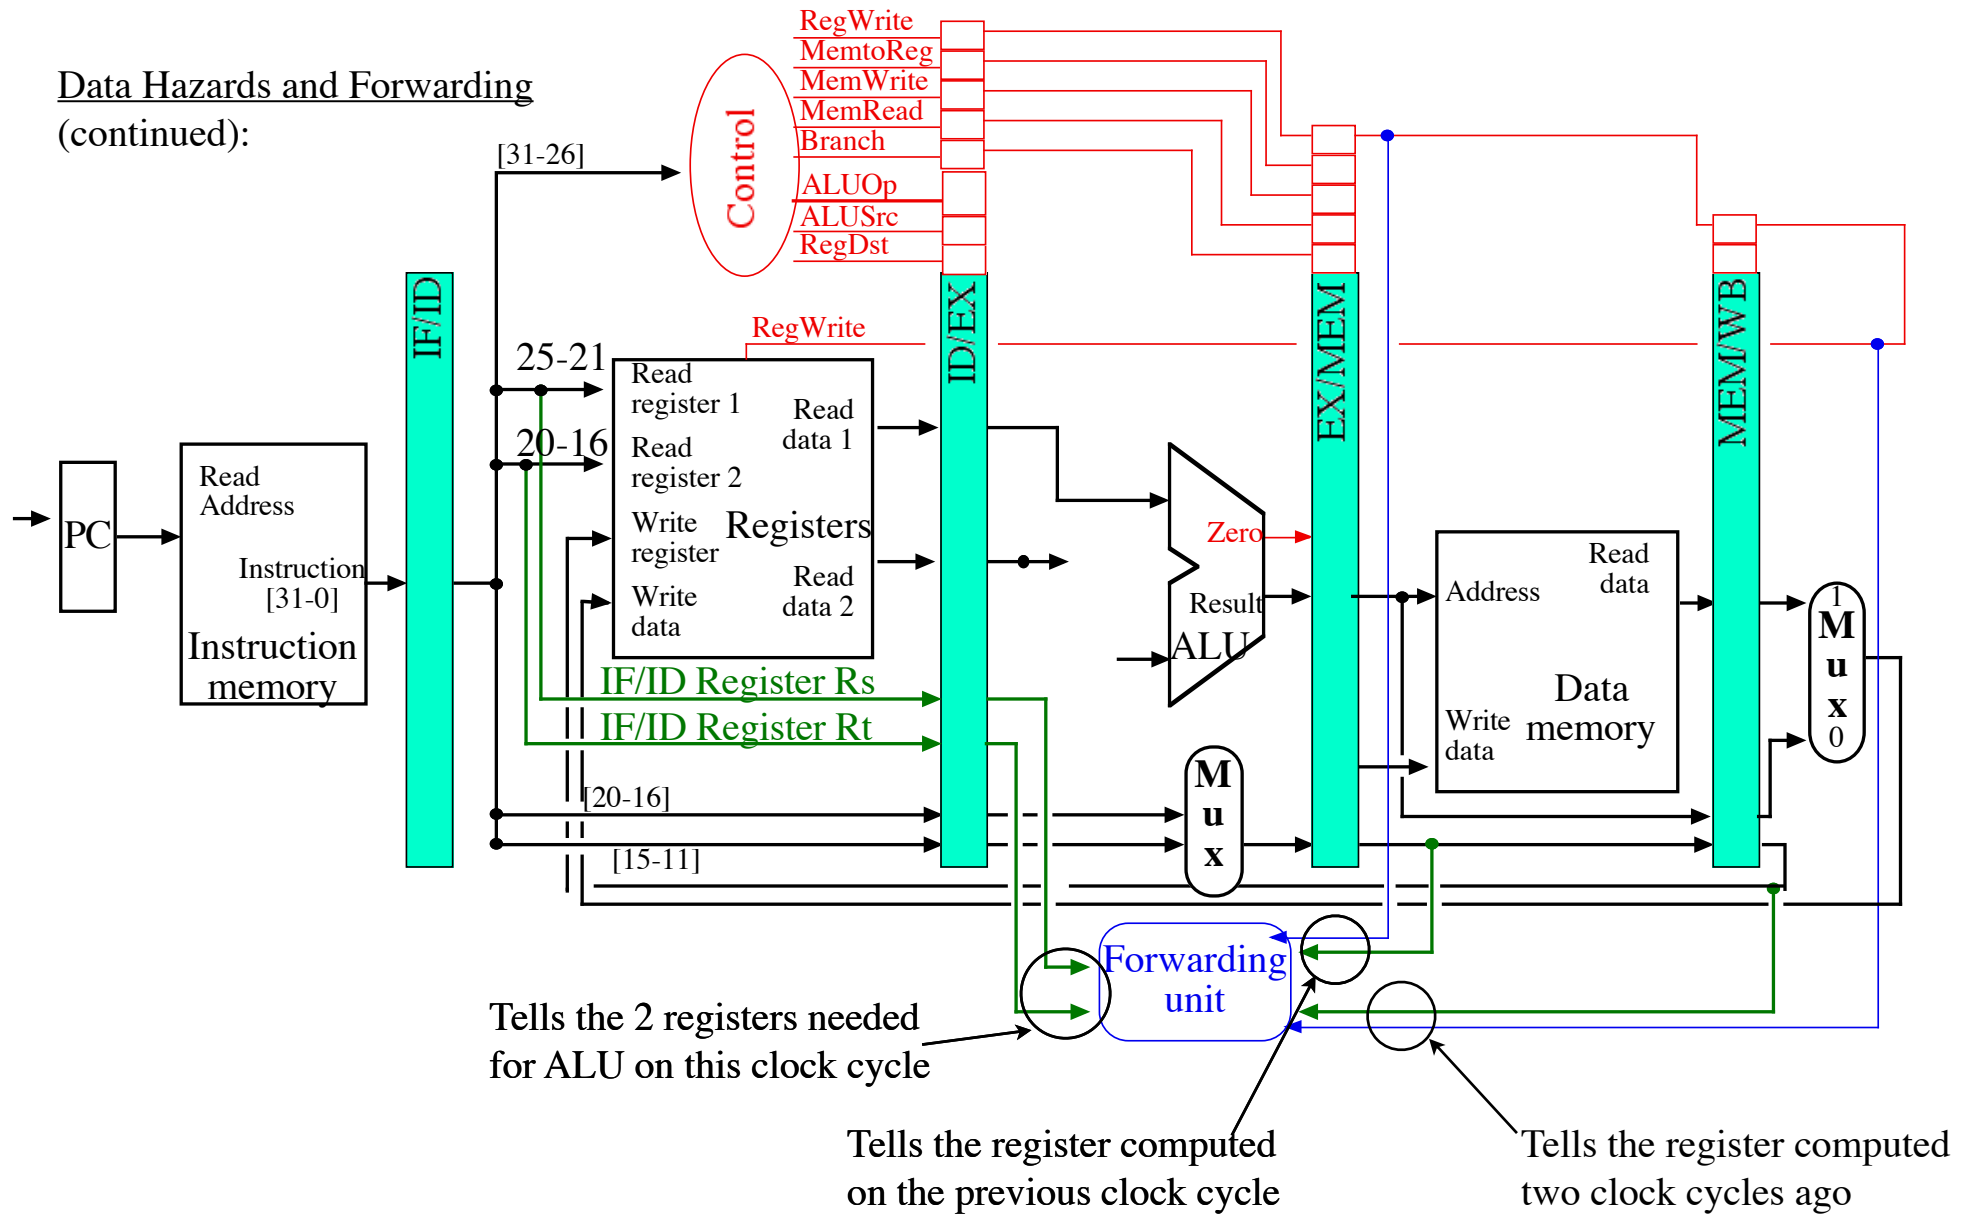 Data Hazards and Forwarding
(continued):
RegWrite
MemtoReg
MemWrite
MemRead
Branch
ALUOp
ALUSrc
RegDst
Control
[31-26]
IF/ID
ID/EX
EX/MEM
MEM/WB
RegWrite
25-21
20-16
Read
register 1
Read
register 2
Write
register
Write
data
Read
data 1
Registers
Read
data 2
PC
Read
Address
Instruction
[31-0]
Instruction
memory
Zero
Result
ALU
Address
Read
data
Write
data
Data
memory
1
M
u
x
0
IF/ID Register Rs
IF/ID Register Rt
[20-16]
[15-11]
M
u
x
Forwarding
unit
Tells the 2 registers needed
for ALU on this clock cycle
Tells the register computed
on the previous clock cycle
Tells the register computed
two clock cycles ago